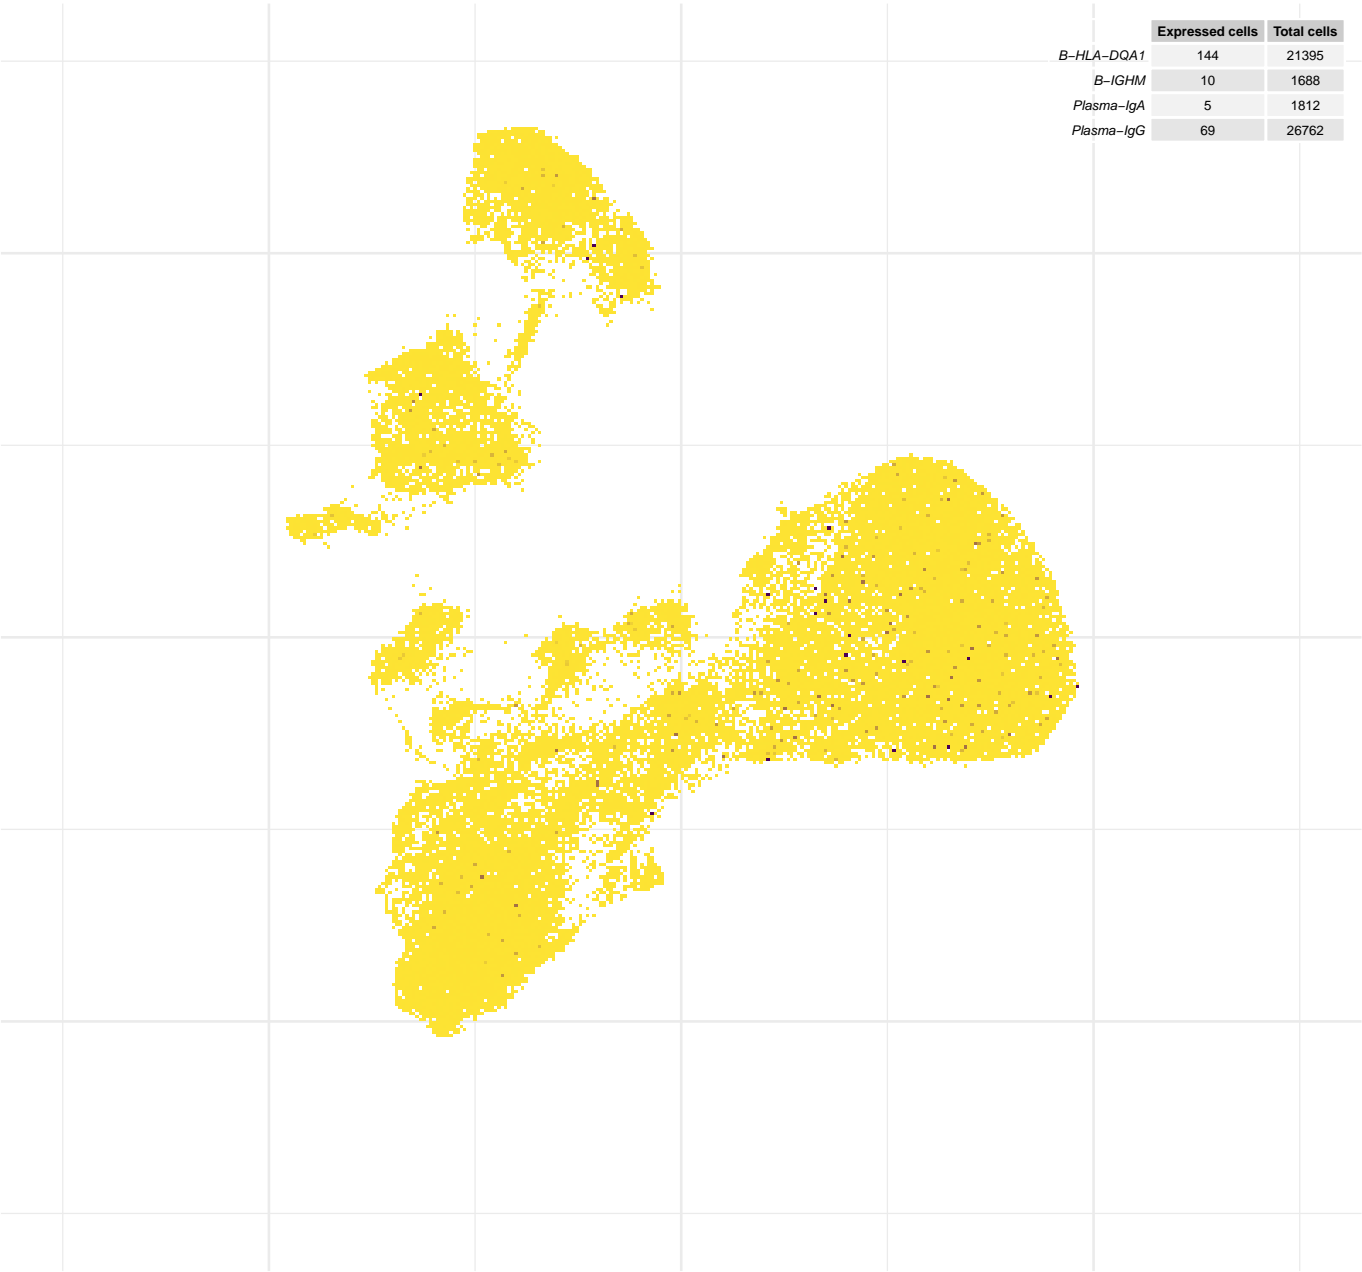 Expressed cells Total cells
B−HLA−DQA1 144 21395
B−IGHM 10 1688
Plasma−IgA 5 1812
Plasma−IgG 69 26762